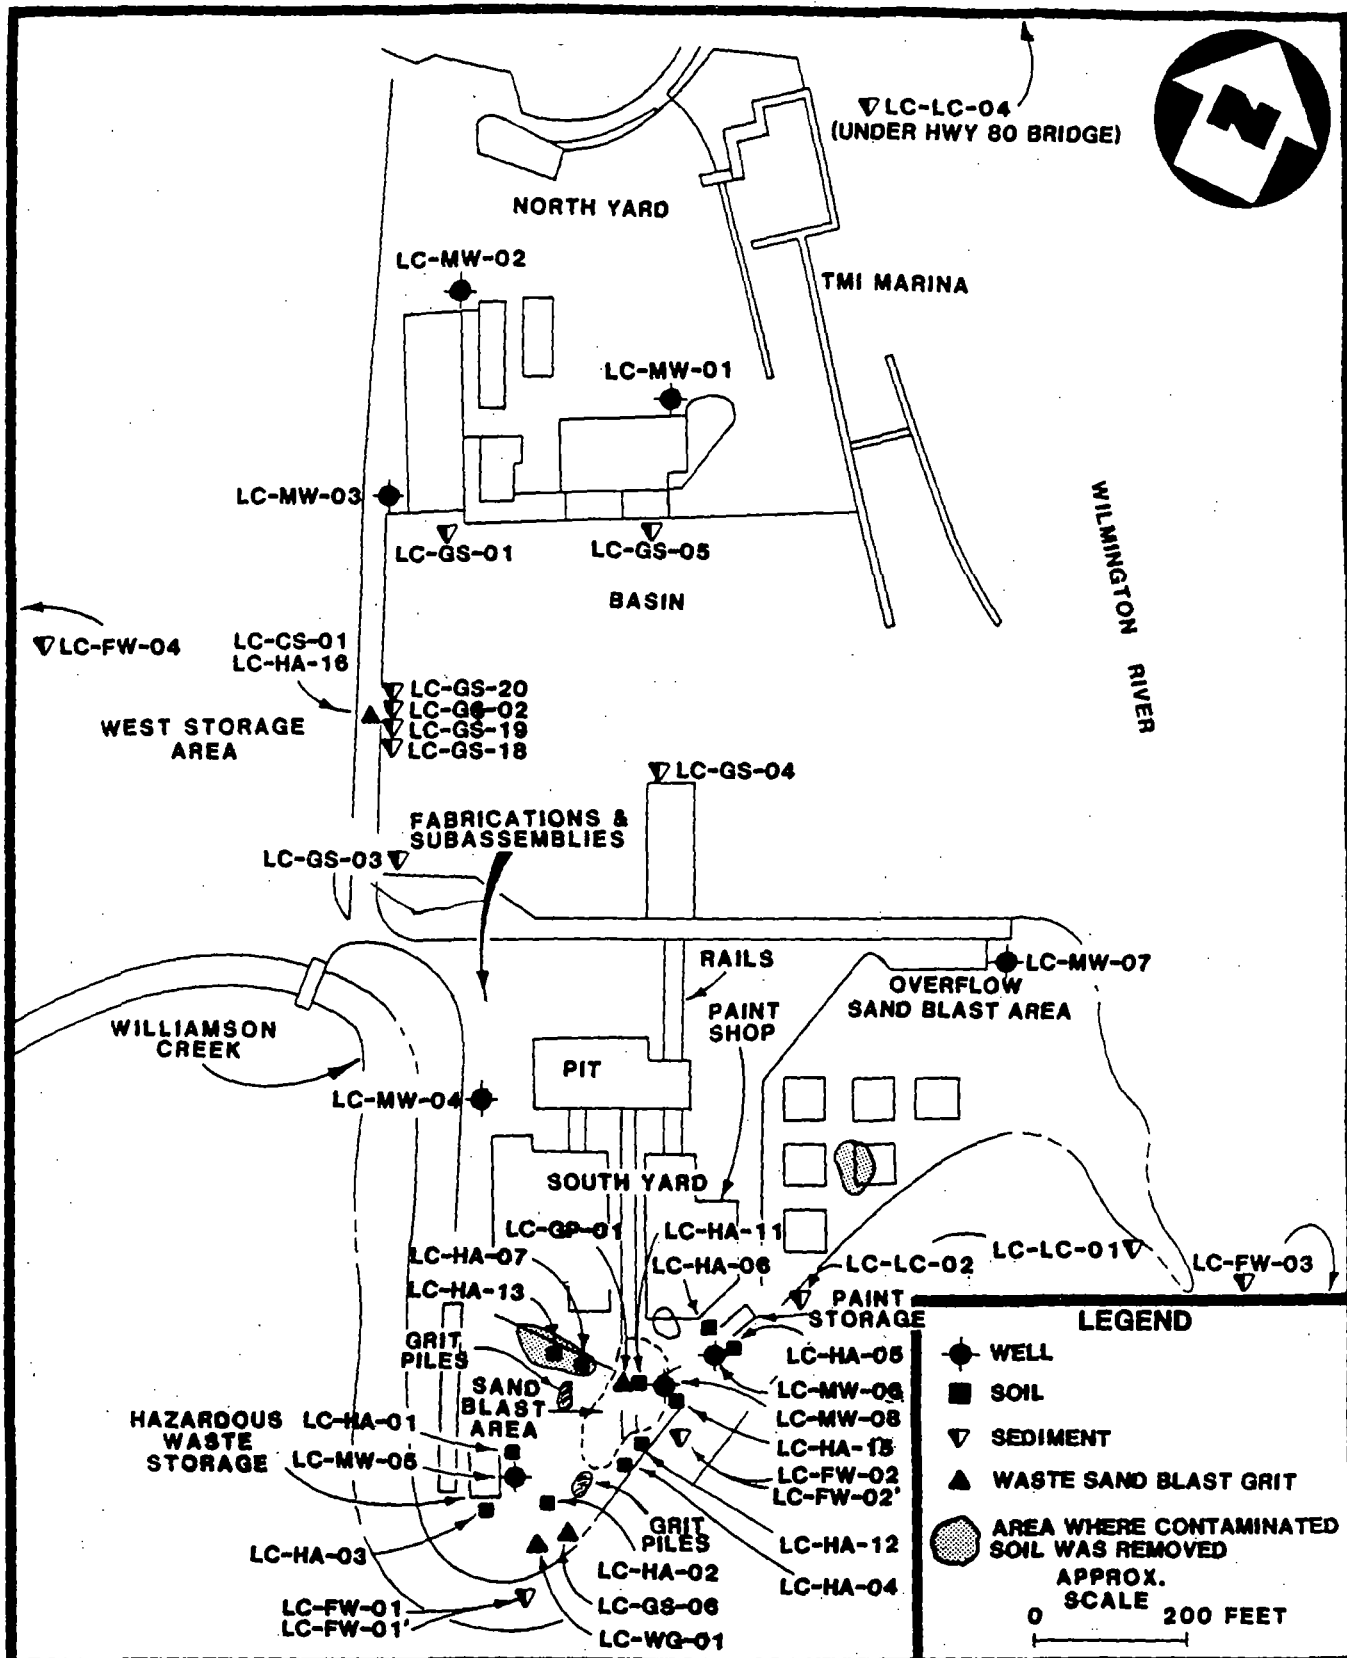 LC-LC-04
(UNDER HWY 80 BRIDGE)
N
NORTH YARD
LC-MW-02
TMI MARINA
LC-MW-01
LC-MW-03
LC-GS-01
LC-GS-05
WILMINGTON RIVER
BASIN
LC-FW-04
LC-CS-01
LC-HA-16
LC-GS-20
LC-GS-02
LC-GS-19
LC-GS-18
WEST STORAGE
AREA
LC-GS-04
FABRICATIONS &
SUBASSEMBLIES
LC-GS-03
RAILS
LC-MW-07
OVERFLOW
SAND BLAST AREA
PAINT
SHOP
WILLIAMSON
CREEK
PIT
LC-MW-04
SOUTH YARD
LC-GP-01
LC-HA-11
LC-HA-07
LC-HA-06
LC-LC-02
LC-LC-01
LC-FW-03
LC-HA-13
PAINT
STORAGE
GRIT
PILES
LC-HA-05
SAND
BLAST
AREA
LC-MW-06
LC-MW-08
HAZARDOUS
WASTE
STORAGE
LC-HA-01
LC-MW-05
LC-HA-15
LC-FW-02
LC-FW-02'
GRIT
PILES
LC-HA-12
LC-HA-03
LC-HA-02
LC-HA-04
LC-FW-01
LC-FW-01'
LC-GS-06
LC-WG-01
LEGEND
WELL
SOIL
SEDIMENT
WASTE SAND BLAST GRIT
AREA WHERE CONTAMINATED
SOIL WAS REMOVED
APPROX.
SCALE
0 200 FEET